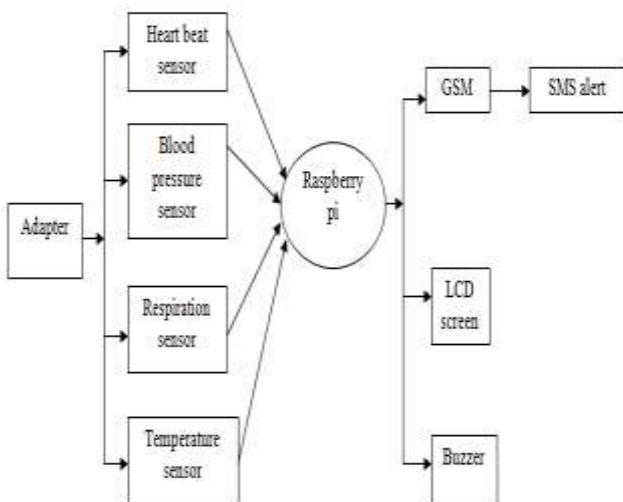 Heart beat
sensor
Blood
pressure
sensor
Adapter
Respiration
sensor
Temperature
sensor
Raspberry
pi
GSM
SMS alert
LCD
screen
Buzzer